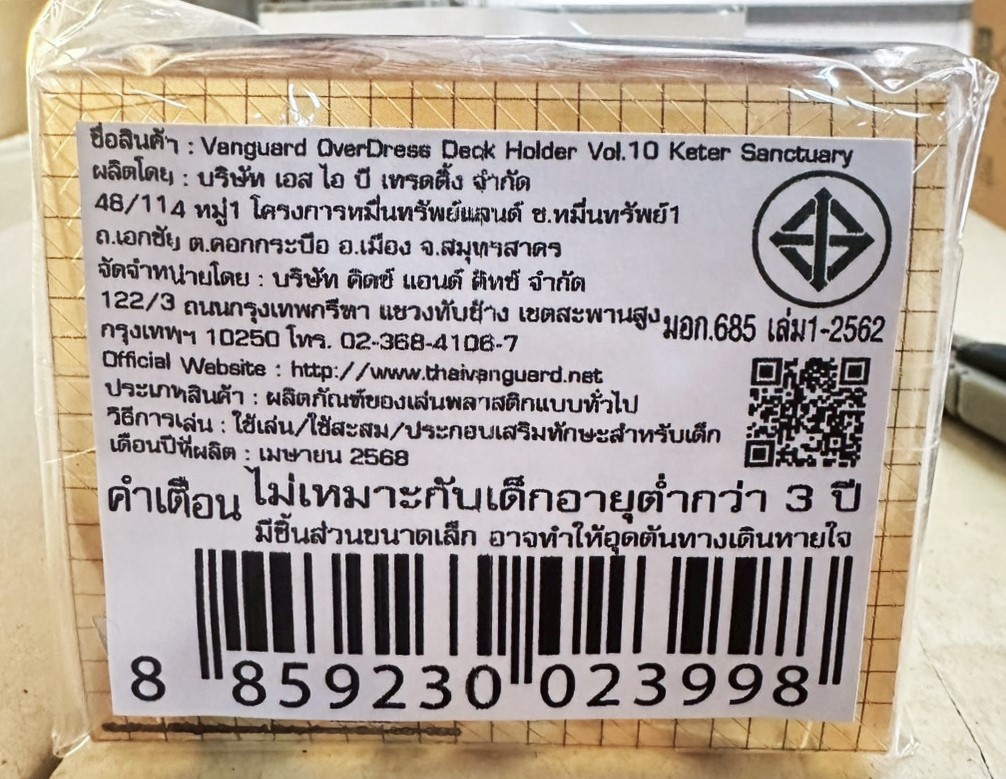 ชื่อสินค้า : Vanguard OverDress Deck Holder Vol.10 Keter Sanctuary
ผลิตโดย : บริษัท เอส ไอ บี เทรดดิ้ง จำกัด
48/114 หมู่1 โครงการหมื่นทรัพย์แลนด์ ซ.หมื่นทรัพย์1
ถ.เอกชัย ต.คอกกระบือ อ.เมือง จ.สมุทรสาคร
จัดจำหน่ายโดย : บริษัท คิดซ์ แอนด์ คิทซ์ จำกัด
122/3 ถนนกรุงเทพกรีฑา แขวงทับช้าง เขตสะพานสูง
กรุงเทพฯ 10250 โทร. 02-368-4106-7
มอก.685 เล่ม1-2562
Official Website : http://www.thaivanguard.net
ประเภทสินค้า : ผลิตภัณฑ์ของเล่นพลาสติกแบบทั่วไป
วิธีการเล่น : ใช้เล่น/ใช้สะสม/ประกอบเสริมทักษะสำหรับเด็ก
เดือนปีที่ผลิต : เมษายน 2568
คำเตือน ไม่เหมาะกับเด็กอายุต่ำกว่า 3 ปี
มีชิ้นส่วนขนาดเล็ก อาจทำให้อุดตันทางเดินหายใจ
8 859230 023998